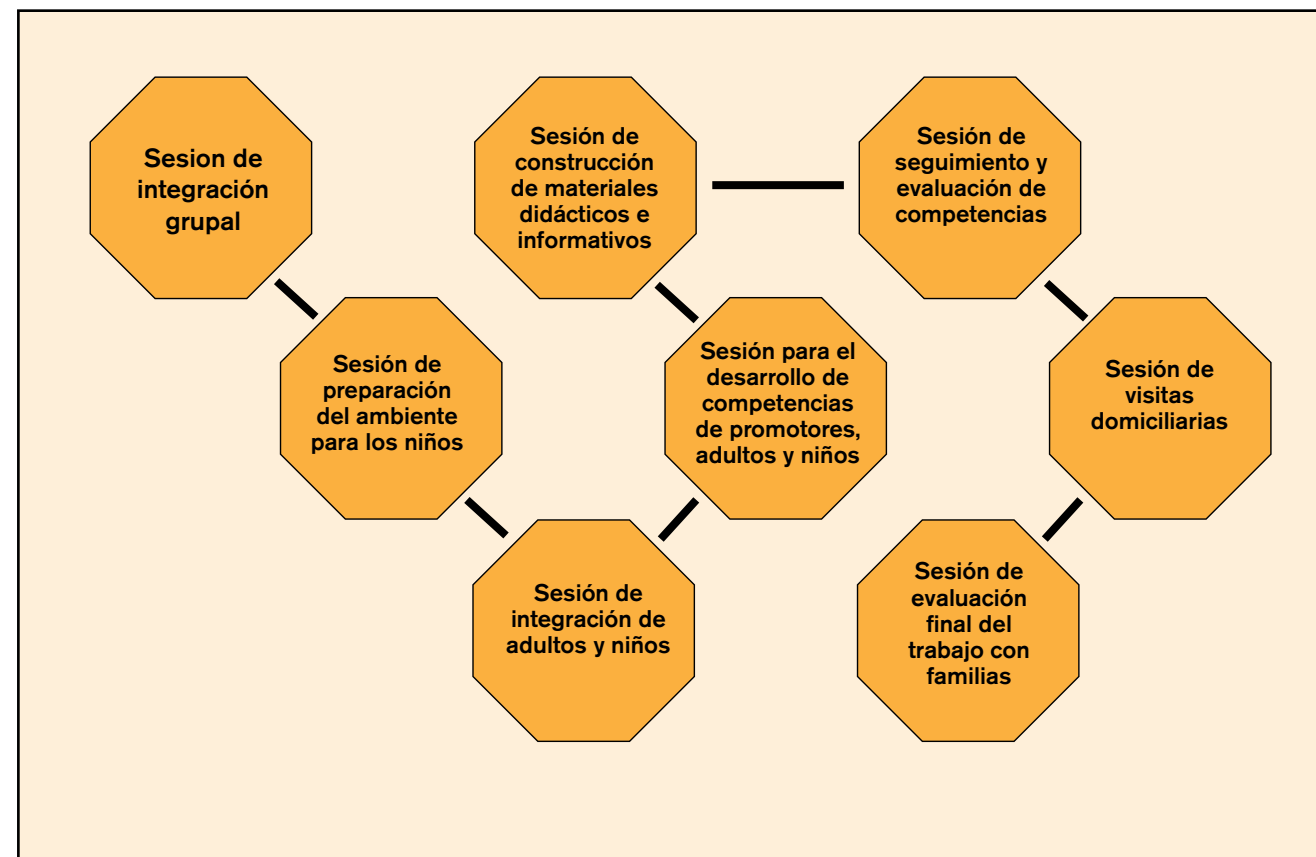 Sesion de
integración
grupal
Sesión de
construcción
de materiales
didácticos e
informativos
Sesión de
seguimiento y
evaluación de
competencias
Sesión de
preparación
del ambiente
para los niños
Sesión para el
desarrollo de
competencias
de promotores,
adultos y niños
Sesión de
visitas
domiciliarias
Sesión de
integración de
adultos y niños
Sesión de
evaluación
final del
trabajo con
familias